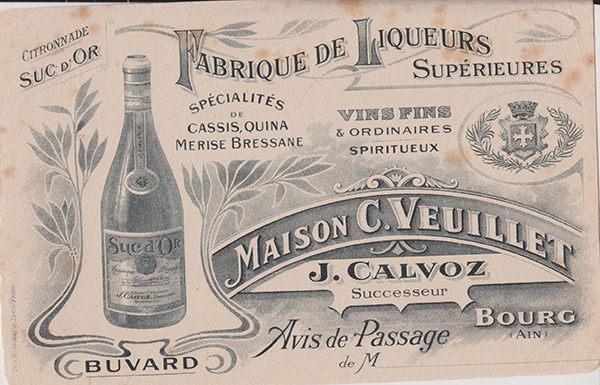 CITRONNADE
SUC D'OR
FABRIQUE DE LIQUEURS
SUPÉRIEURES
SPÉCIALITÉS
DE
CASSIS, QUINA
MERISE BRESSANE
VINS FINS
& ORDINAIRES
SPIRITUEUX
SUC D'OR
J. CALVOZ
MAISON C. VEUILLET
J. CALVOZ
Successeur
BOURG
(AIN)
Avis de Passage
de M
BUVARD